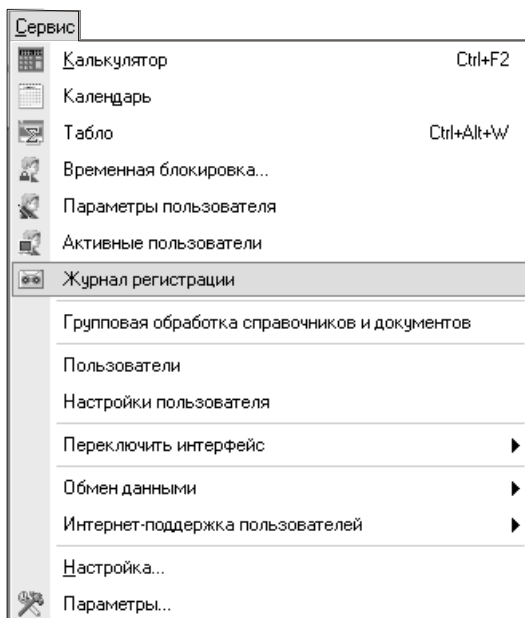 Сервис
Калькулятор Ctrl+F2
Календарь
Табло Ctrl+Alt+W
Временная блокировка...
Параметры пользователя
Активные пользователи
Журнал регистрации
Групповая обработка справочников и документов
Пользователи
Настройки пользователя
Переключить интерфейс
Обмен данными
Интернет-поддержка пользователей
Настройка...
Параметры...